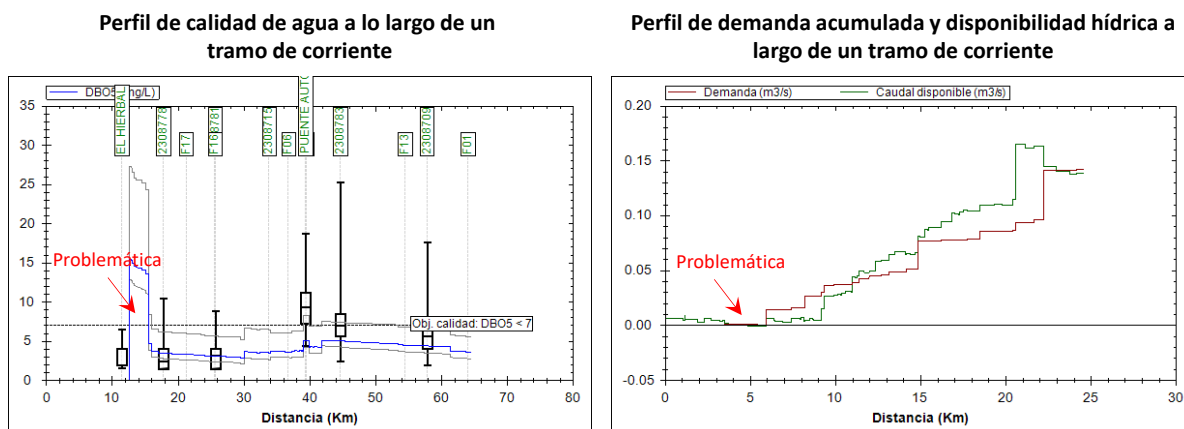 Perfil de calidad de agua a lo largo de un
tramo de corriente
DBO5 (mg/L)
EL HIERBAL
2308778
F17
F168781
2308715
F06
PUENTE AUTO
2308783
F13
2308709
F01
35
30
25
20
15
10
5
0
Problemática
Obj. calidad: DBO5 < 7
0 10 20 30 40 50 60 70 80
Distancia (Km)
Perfil de demanda acumulada y disponibilidad hídrica a
largo de un tramo de corriente
Demanda (m3/s) Caudal disponible (m3/s)
0.20
0.15
0.10
0.05
0.00
-0.05
Problemática
0 5 10 15 20 25 30
Distancia (Km)